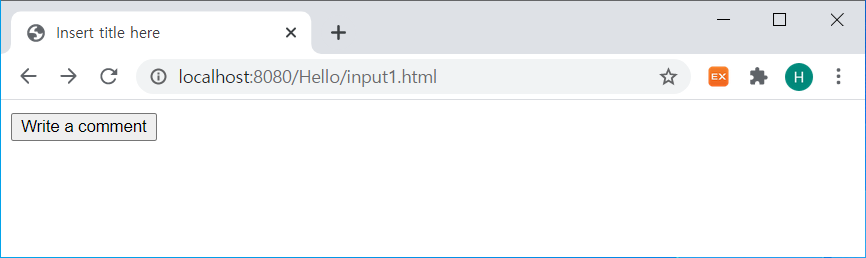 Insert title here
localhost:8080/Hello/input1.html
EX
H
Write a comment